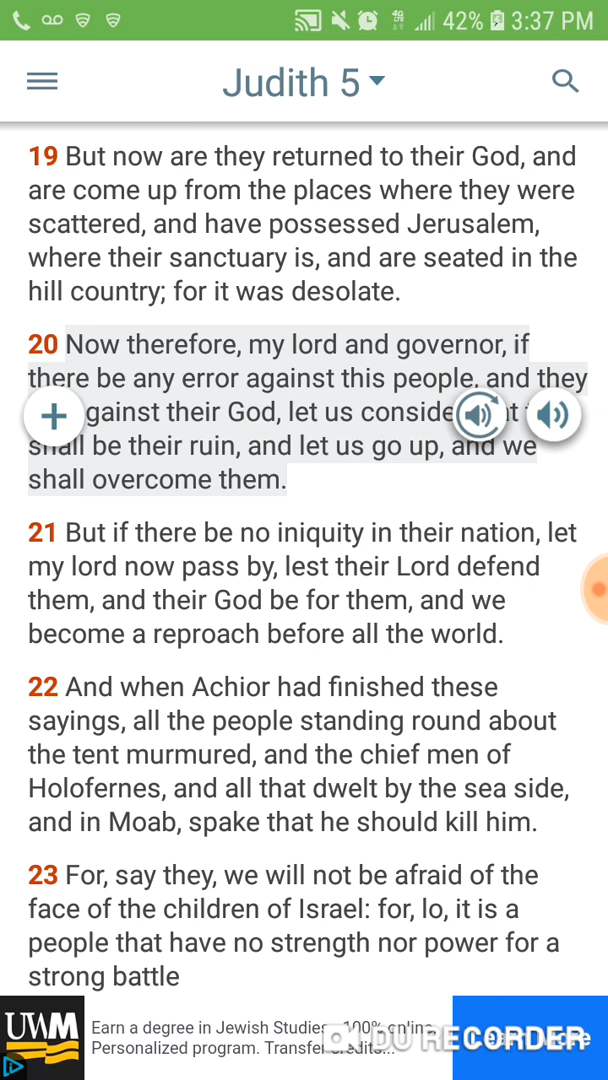 42% 3:37 PM
Judith 5
19 But now are they returned to their God, and
are come up from the places where they were
scattered, and have possessed Jerusalem,
where their sanctuary is, and are seated in the
hill country; for it was desolate.
20 Now therefore, my lord and governor, if
there be any error against this people, and they
gainst their God, let us conside
shall be their ruin, and let us go up, and we
shall overcome them.
21 But if there be no iniquity in their nation, let
my lord now pass by, lest their Lord defend
them, and their God be for them, and we
become a reproach before all the world.
22 And when Achior had finished these
sayings, all the people standing round about
the tent murmured, and the chief men of
Holofernes, and all that dwelt by the sea side,
and in Moab, spake that he should kill him.
23 For, say they, we will not be afraid of the
face of the children of Israel: for, lo, it is a
people that have no strength nor power for a
strong battle
UWM
Earn a degree in Jewish Studies. 100% online.
Personalized program. Transfer credits...
DU RECORDER